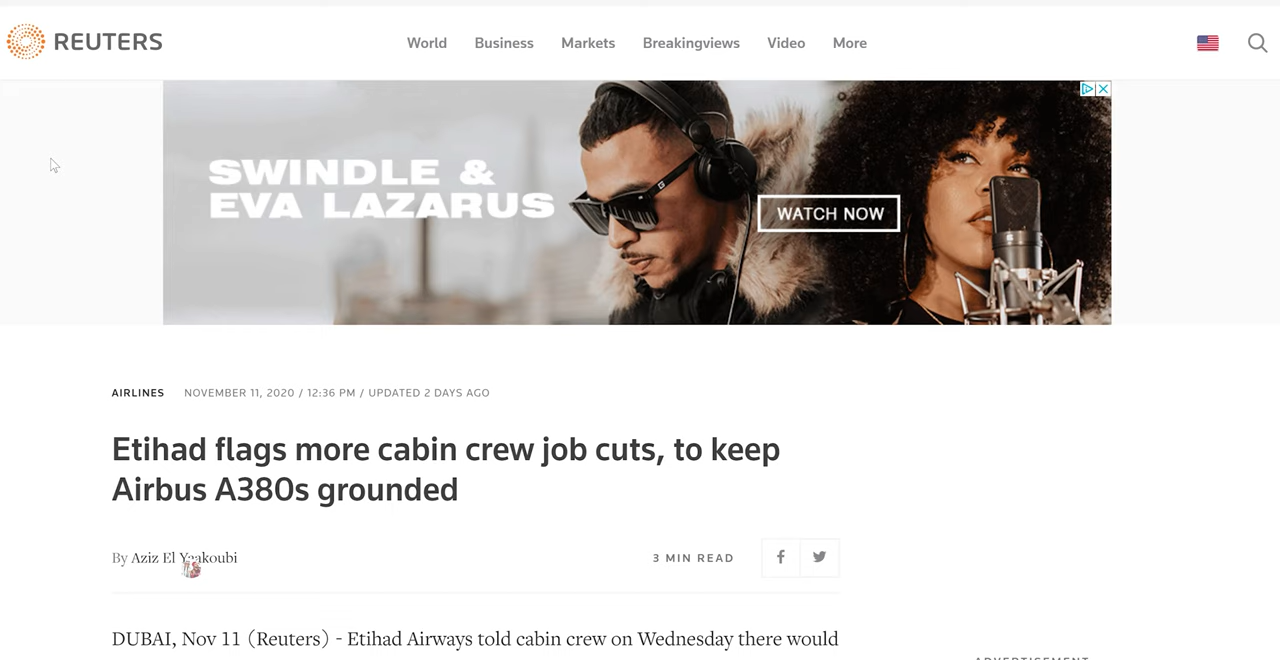 REUTERS
World Business Markets Breakingviews Video More
SWINDLE &
EVA LAZARUS
WATCH NOW
AIRLINES NOVEMBER 11, 2020 / 12:36 PM / UPDATED 2 DAYS AGO
Etihad flags more cabin crew job cuts, to keep
Airbus A380s grounded
By Aziz El Yaakoubi
3 MIN READ
DUBAI, Nov 11 (Reuters) - Etihad Airways told cabin crew on Wednesday there would
ADVERTISEMENT